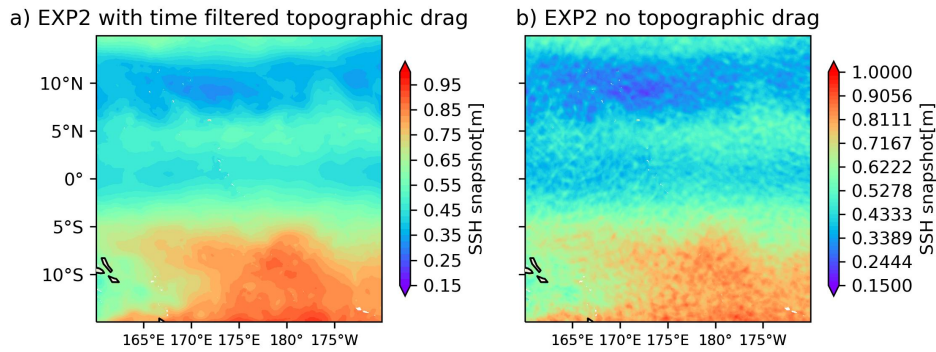 a) EXP2 with time filtered topographic drag
b) EXP2 no topographic drag
10°N
5°N
0°
5°S
10°S
165°E 170°E 175°E 180° 175°W
0.95
0.85
0.75
0.65
0.55
0.45
0.35
0.25
0.15
SSH snapshot[m]
165°E 170°E 175°E 180° 175°W
1.0000
0.9056
0.8111
0.7167
0.6222
0.5278
0.4333
0.3389
0.2444
0.1500
SSH snapshot[m]